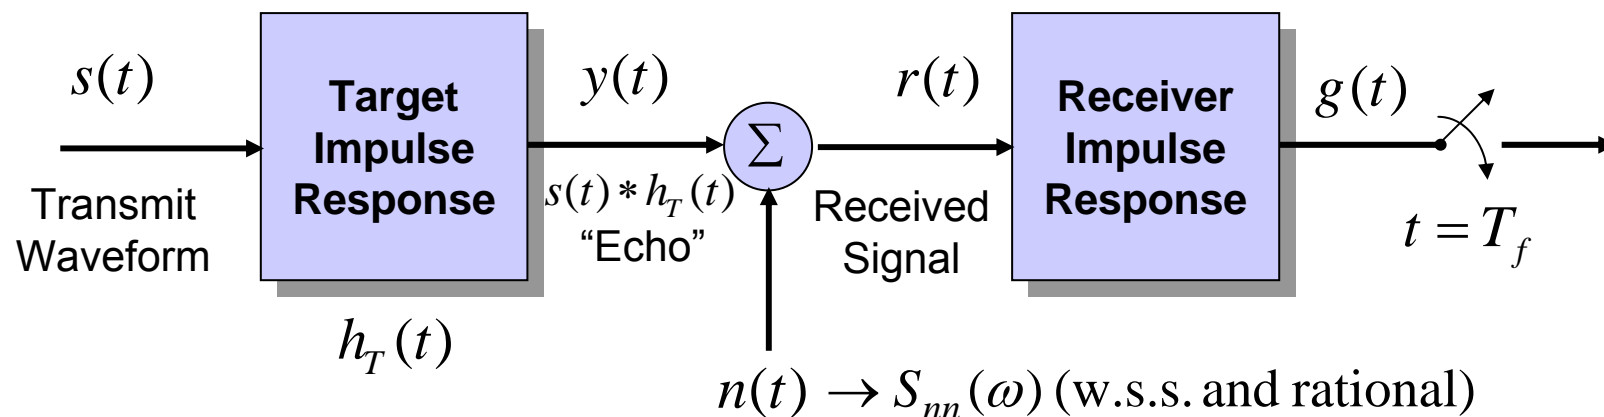 s(t)
Target
Impulse
Response
y(t)
r(t)
Receiver
Impulse
Response
g(t)
Σ
Transmit
Waveform
s(t) * h_T(t)
“Echo”
Received
Signal
t = T_f
h_T(t)
n(t) → S_nn(ω) (w.s.s. and rational)